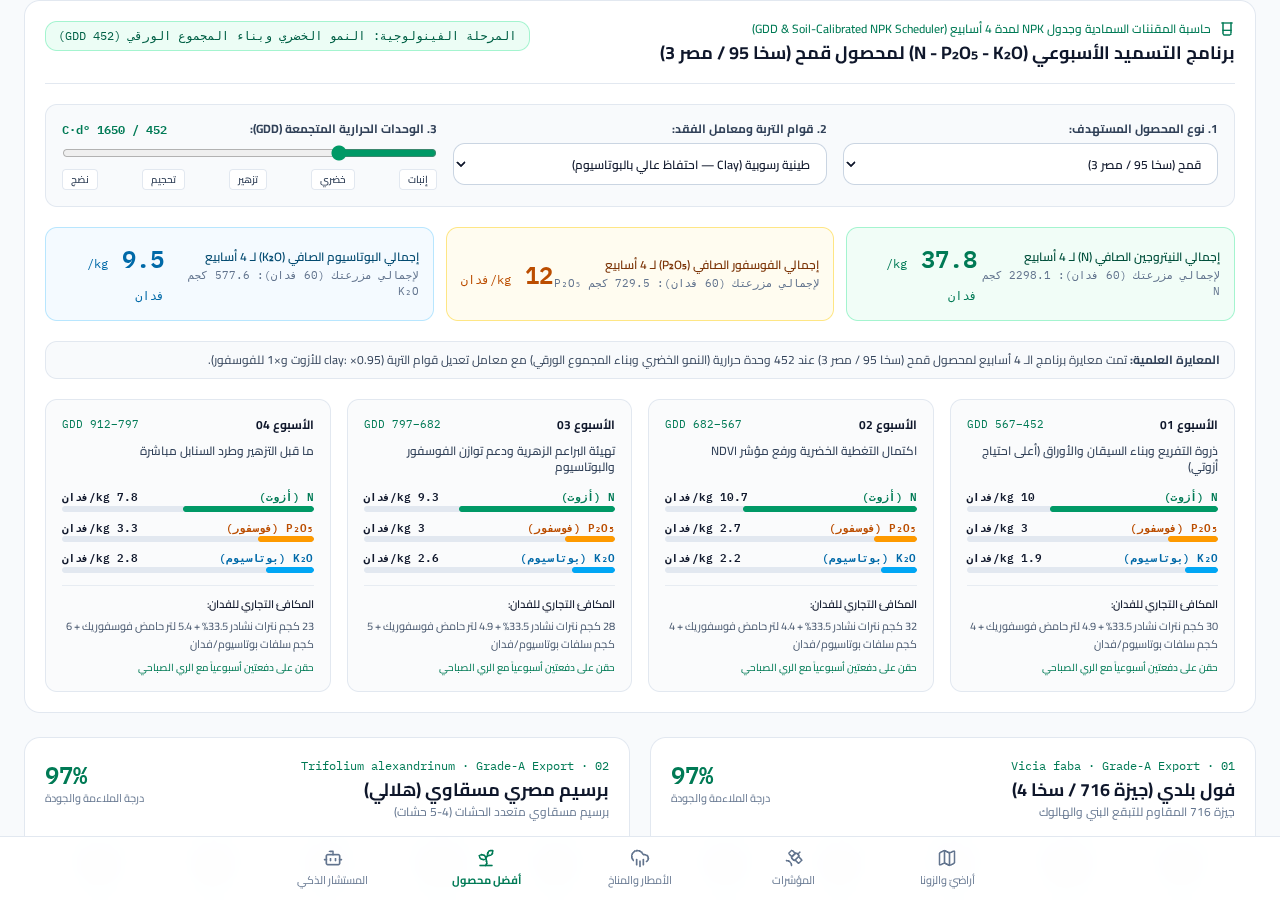 حاسبة المقننات السمادية وجدول NPK لمدة 4 أسابيع (GDD & Soil-Calibrated NPK Scheduler)
برنامج التسميد الأسبوعي (N - P₂O₅ - K₂O) لمحصول قمح (سخا 95 / مصر 3)
المرحلة الفينولوجية: النمو الخضري وبناء المجموع الورقي (452 GDD)
1. نوع المحصول المستهدف:
قمح (سخا 95 / مصر 3)
2. قوام التربة ومعامل الفقد:
طينية رسوبية (Clay — احتفاظ عالي بالبوتاسيوم)
3. الوحدات الحرارية المتجمعة (GDD):
452 / 1650 °C·d
إنبات
خضري
تزهير
تحجيم
نضج
إجمالي النيتروجين الصافي (N) لـ 4 أسابيع
لإجمالي مزرعتك (60 فدان): 2298.1 كجم
N
37.8 kg/
فدان
إجمالي الفوسفور الصافي (P₂O₅) لـ 4 أسابيع
لإجمالي مزرعتك (60 فدان): 729.5 كجم P₂O₅
12 kg/فدان
إجمالي البوتاسيوم الصافي (K₂O) لـ 4 أسابيع
لإجمالي مزرعتك (60 فدان): 577.6 كجم
K₂O
9.5 kg/
فدان
المعايرة العلمية: تمت معايرة برنامج الـ 4 أسابيع لمحصول قمح (سخا 95 / مصر 3) عند 452 وحدة حرارية (النمو الخضري وبناء المجموع الورقي) مع معامل تعديل قوام التربة (clay: ×0.95 للأزوت و×1 للفوسفور).
الأسبوع 01
452–567 GDD
ذروة التفريع وبناء السيقان والأوراق (أعلى احتياج
أزوتي)
N (أزوت)
10 kg/فدان
P₂O₅ (فوسفور)
3 kg/فدان
K₂O (بوتاسيوم)
1.9 kg/فدان
المكافئ التجاري للفدان:
30 كجم نترات نشادر 33.5% + 4.9 لتر حامض فوسفوريك + 4
كجم سلفات بوتاسيوم/فدان
حقن على دفعتين أسبوعياً مع الري الصباحي
الأسبوع 02
567–682 GDD
اكتمال التغطية الخضرية ورفع مؤشر NDVI
N (أزوت)
10.7 kg/فدان
P₂O₅ (فوسفور)
2.7 kg/فدان
K₂O (بوتاسيوم)
2.2 kg/فدان
المكافئ التجاري للفدان:
32 كجم نترات نشادر 33.5% + 4.4 لتر حامض فوسفوريك + 4
كجم سلفات بوتاسيوم/فدان
حقن على دفعتين أسبوعياً مع الري الصباحي
الأسبوع 03
682–797 GDD
تهيئة البراعم الزهرية ودعم توازن الفوسفور
والبوتاسيوم
N (أزوت)
9.3 kg/فدان
P₂O₅ (فوسفور)
3 kg/فدان
K₂O (بوتاسيوم)
2.6 kg/فدان
المكافئ التجاري للفدان:
28 كجم نترات نشادر 33.5% + 4.9 لتر حامض فوسفوريك + 5
كجم سلفات بوتاسيوم/فدان
حقن على دفعتين أسبوعياً مع الري الصباحي
الأسبوع 04
797–912 GDD
ما قبل التزهير وطرد السنابل مباشرة
N (أزوت)
7.8 kg/فدان
P₂O₅ (فوسفور)
3.3 kg/فدان
K₂O (بوتاسيوم)
2.8 kg/فدان
المكافئ التجاري للفدان:
23 كجم نترات نشادر 33.5% + 5.4 لتر حامض فوسفوريك + 6
كجم سلفات بوتاسيوم/فدان
حقن على دفعتين أسبوعياً مع الري الصباحي
01 · Vicia faba · Grade-A Export
فول بلدي (جيزة 716 / سخا 4)
جيزة 716 المقاوم للتبقع البني والهالوك
97%
درجة الملاءمة والجودة
02 · Trifolium alexandrinum · Grade-A Export
برسيم مصري مسقاوي (هلالي)
برسيم مسقاوي متعدد الحشات (4-5 حشات)
97%
درجة الملاءمة والجودة
أراضيّ والزونا
المؤشرات
الأمطار والمناخ
أفضل محصول
المستشار الذكي